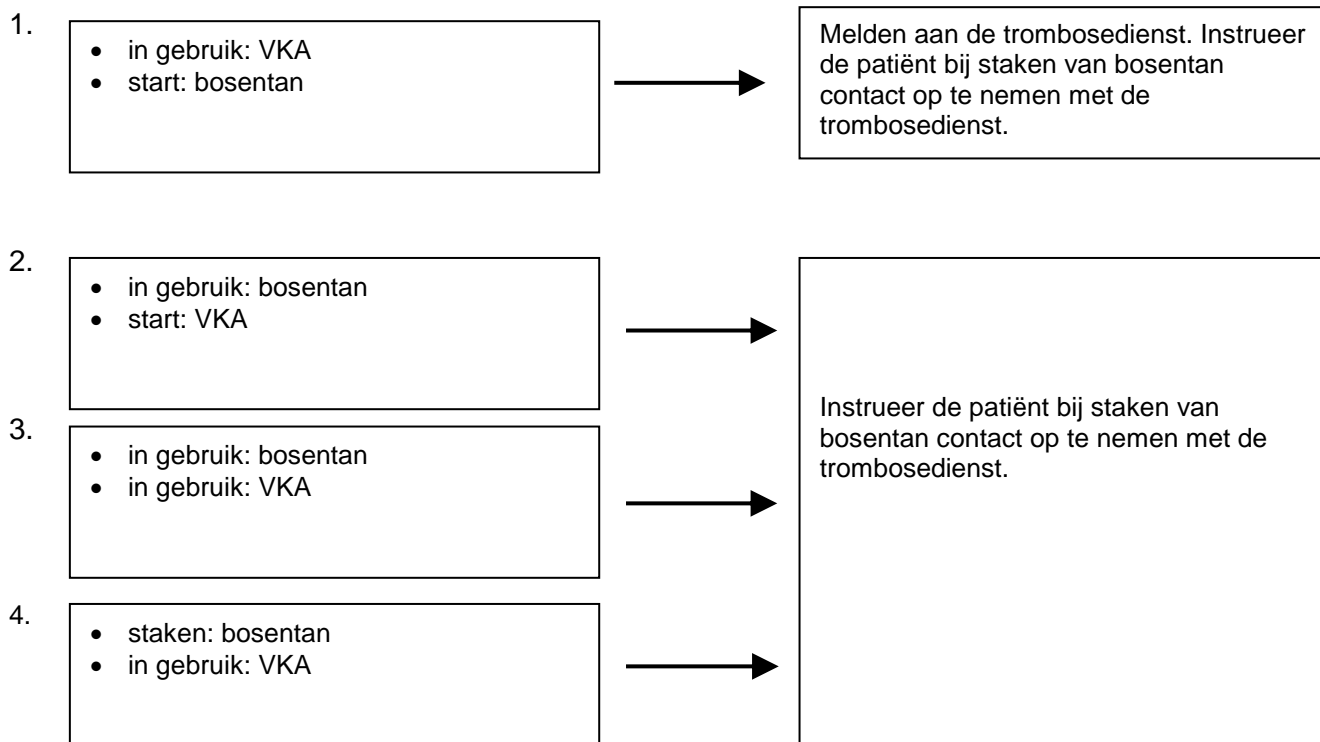 1.
• in gebruik: VKA
• start: bosentan
Melden aan de trombosedienst. Instrueer
de patiënt bij staken van bosentan
contact op te nemen met de
trombosedienst.
2.
• in gebruik: bosentan
• start: VKA
3.
• in gebruik: bosentan
• in gebruik: VKA
Instrueer de patiënt bij staken van
bosentan contact op te nemen met de
trombosedienst.
4.
• staken: bosentan
• in gebruik: VKA